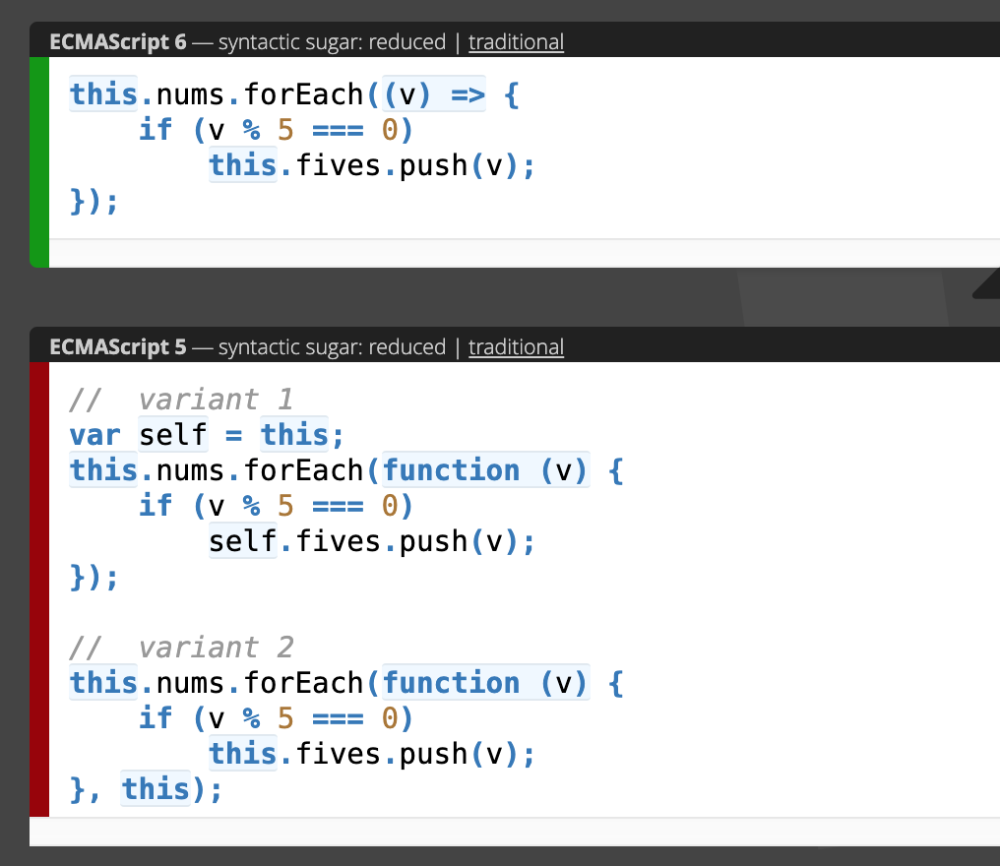 ECMAScript 6 — syntactic sugar: reduced | traditional
this.nums.forEach((v) => {
    if (v % 5 === 0)
        this.fives.push(v);
});
ECMAScript 5 — syntactic sugar: reduced | traditional
//  variant 1
var self = this;
this.nums.forEach(function (v) {
    if (v % 5 === 0)
        self.fives.push(v);
});
//  variant 2
this.nums.forEach(function (v) {
    if (v % 5 === 0)
        this.fives.push(v);
}, this);